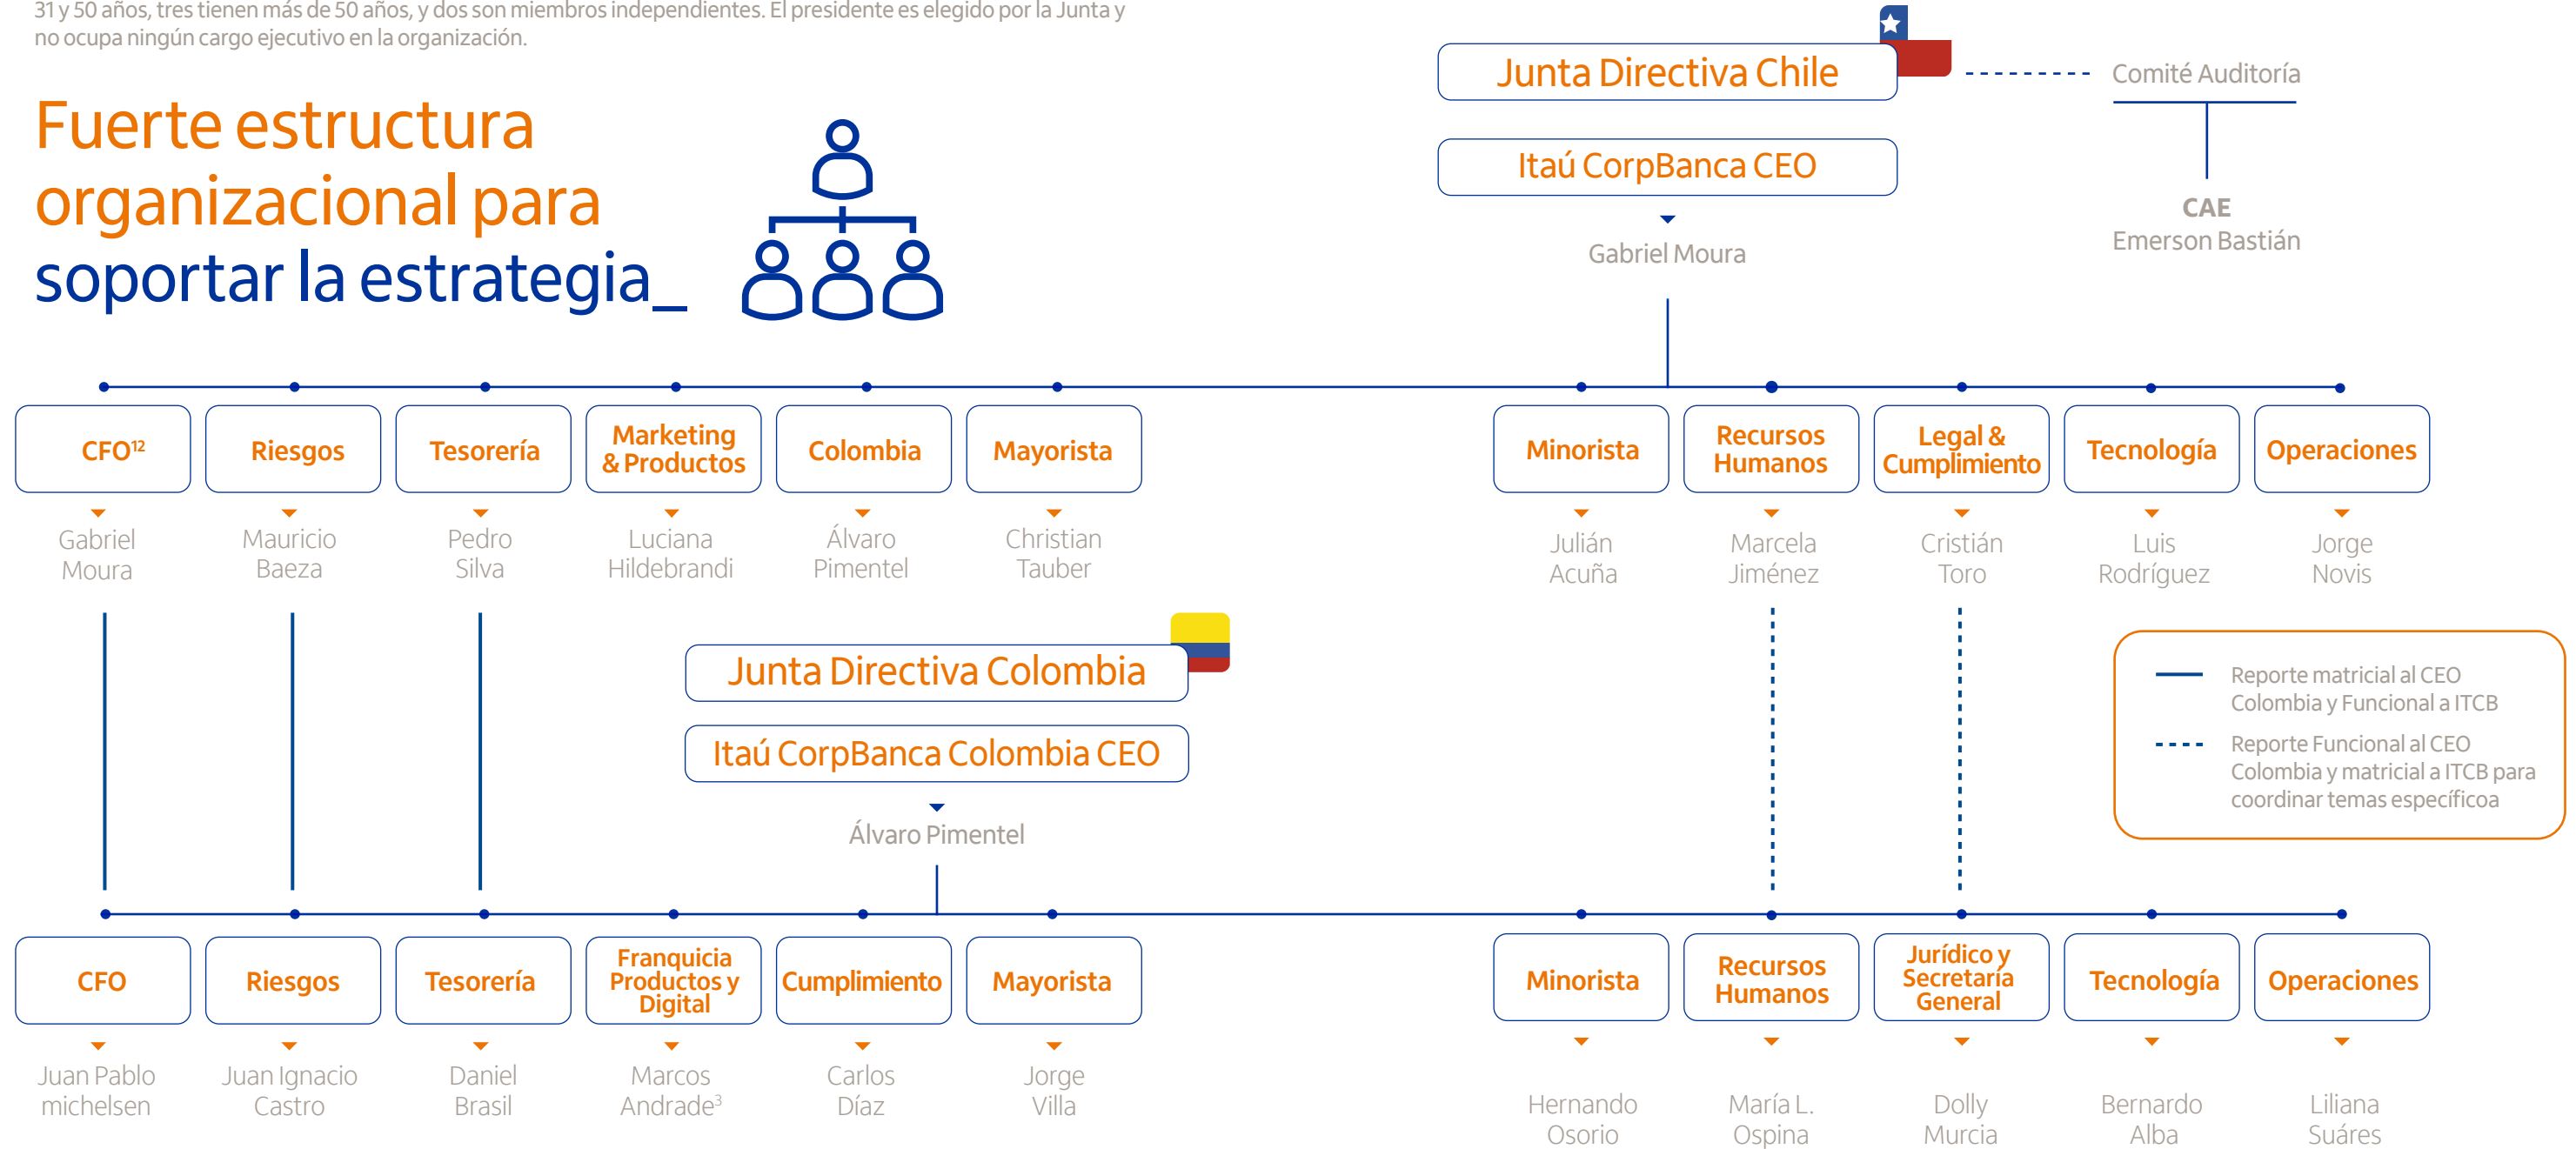 31 y 50 años, tres tienen más de 50 años, y dos son miembros independientes. El presidente es elegido por la Junta y
no ocupa ningún cargo ejecutivo en la organización.
Fuerte estructura
organizacional para
soportar la estrategia_
Junta Directiva Chile
Comité Auditoría
Itaú CorpBanca CEO
CAE
Emerson Bastián
Gabriel Moura
CFO12
Riesgos
Tesorería
Marketing
& Productos
Colombia
Mayorista
Minorista
Recursos
Humanos
Legal &
Cumplimiento
Tecnología
Operaciones
Gabriel
Moura
Mauricio
Baeza
Pedro
Silva
Luciana
Hildebrandi
Álvaro
Pimentel
Christian
Tauber
Julián
Acuña
Marcela
Jiménez
Cristián
Toro
Luis
Rodríguez
Jorge
Novis
Junta Directiva Colombia
Itaú CorpBanca Colombia CEO
Álvaro Pimentel
Reporte matricial al CEO
Colombia y Funcional a ITCB
Reporte Funcional al CEO
Colombia y matricial a ITCB para
coordinar temas específicoa
CFO
Riesgos
Tesorería
Franquicia
Productos y
Digital
Cumplimiento
Mayorista
Minorista
Recursos
Humanos
Jurídico y
Secretaría
General
Tecnología
Operaciones
Juan Pablo
michelsen
Juan Ignacio
Castro
Daniel
Brasil
Marcos
Andrade3
Carlos
Díaz
Jorge
Villa
Hernando
Osorio
María L.
Ospina
Dolly
Murcia
Bernardo
Alba
Liliana
Suáres